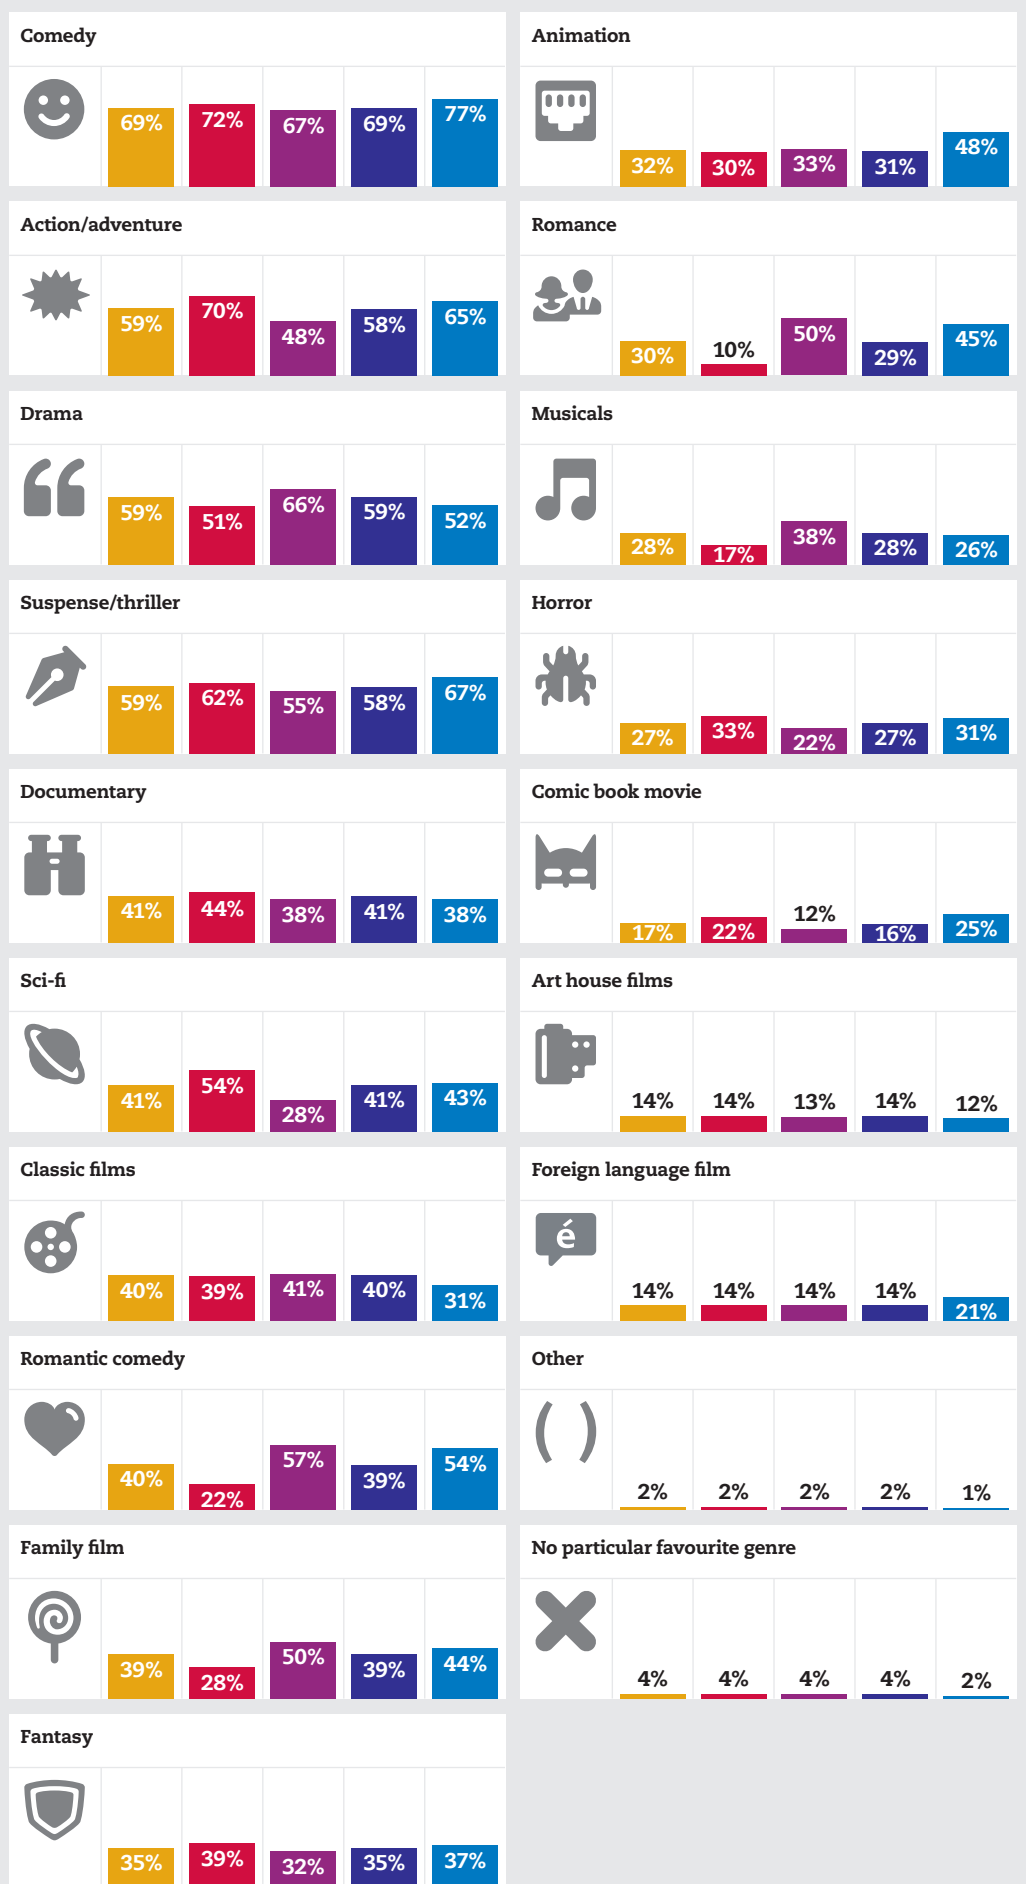 Comedy
69% 72% 67% 69% 77%
Action/adventure
59% 70% 48% 58% 65%
Drama
59% 51% 66% 59% 52%
Suspense/thriller
59% 62% 55% 58% 67%
Documentary
41% 44% 38% 41% 38%
Sci-fi
41% 54% 28% 41% 43%
Classic films
40% 39% 41% 40% 31%
Romantic comedy
40% 22% 57% 39% 54%
Family film
39% 28% 50% 39% 44%
Fantasy
35% 39% 32% 35% 37%
Animation
32% 30% 33% 31% 48%
Romance
30% 10% 50% 29% 45%
Musicals
28% 17% 38% 28% 26%
Horror
27% 33% 22% 27% 31%
Comic book movie
17% 22% 12% 16% 25%
Art house films
14% 14% 13% 14% 12%
Foreign language film
é
14% 14% 14% 14% 21%
Other
( )
2% 2% 2% 2% 1%
No particular favourite genre
4% 4% 4% 4% 2%